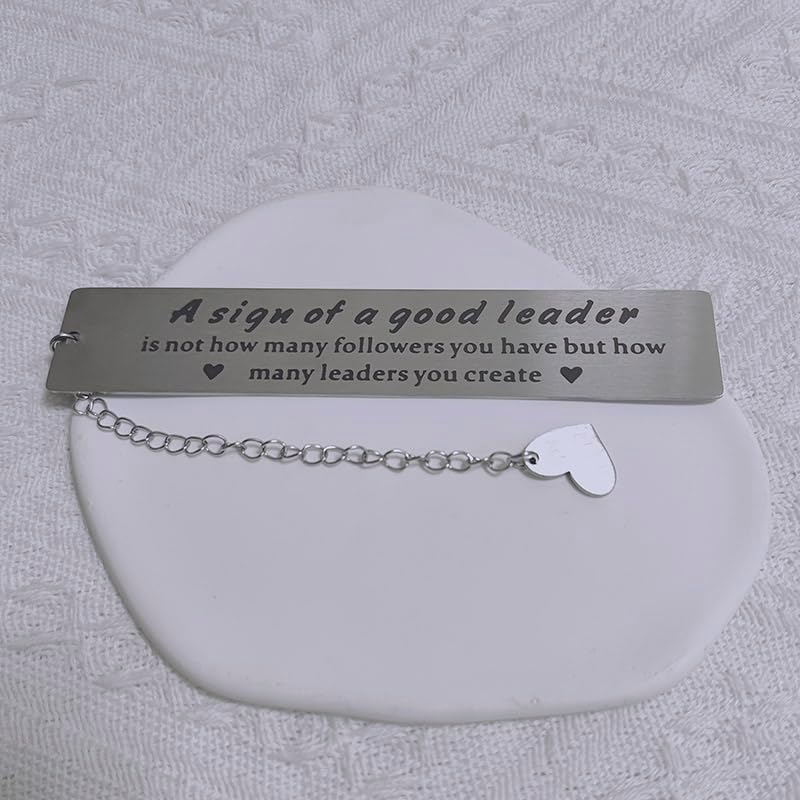 A sign of a good leader
is not how many followers you have but how
many leaders you create